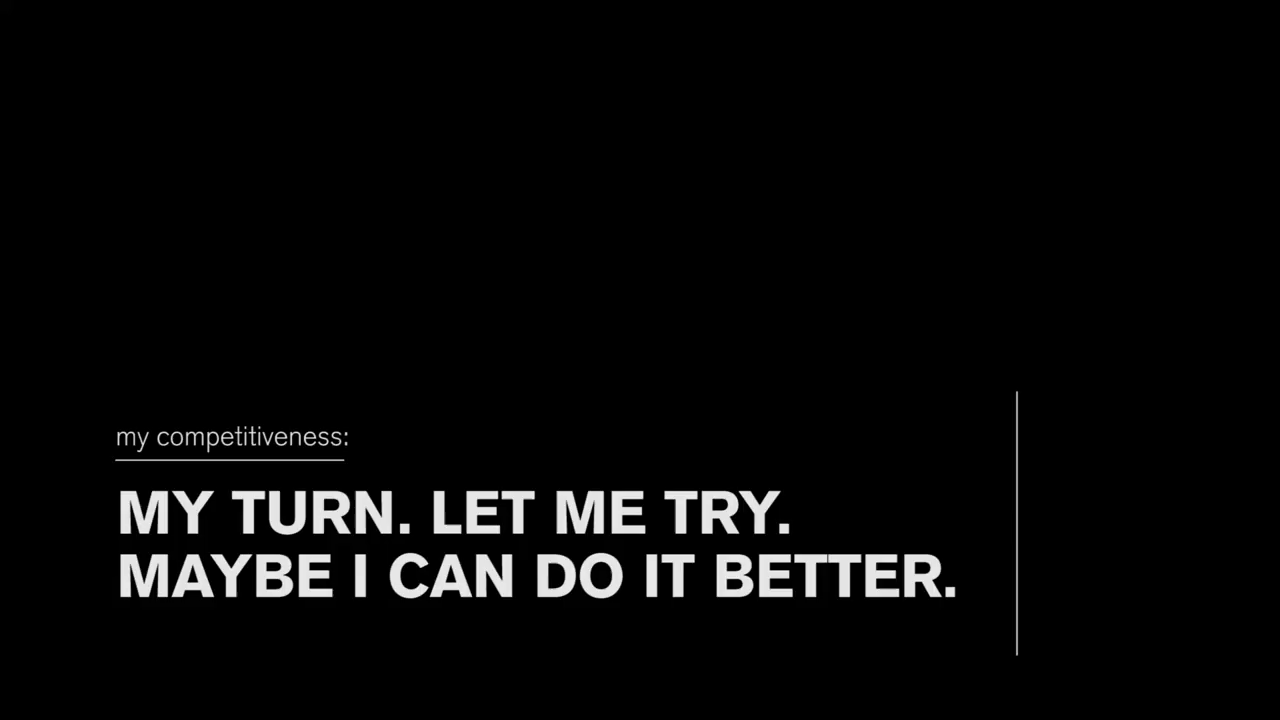 my competitiveness:
MY TURN. LET ME TRY.
MAYBE I CAN DO IT BETTER.